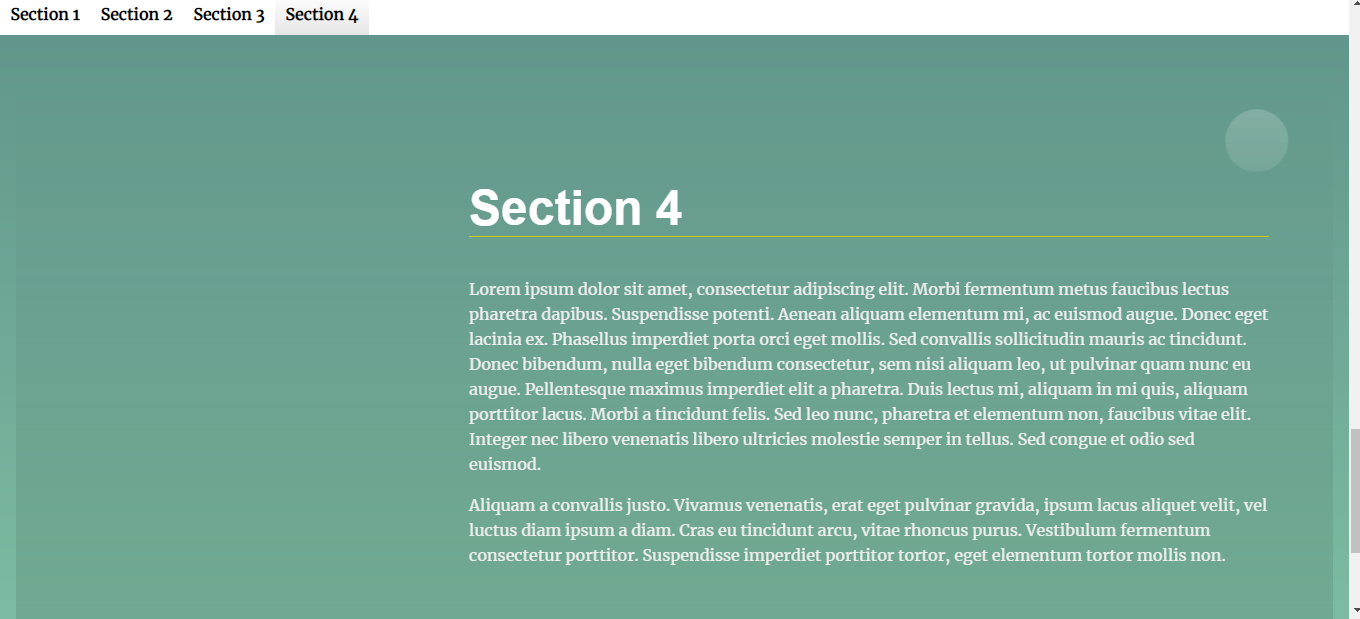 Section 1 Section 2 Section 3 Section 4
Section 4
Lorem ipsum dolor sit amet, consectetur adipiscing elit. Morbi fermentum metus faucibus lectus
pharetra dapibus. Suspendisse potenti. Aenean aliquam elementum mi, ac euismod augue. Donec eget
lacinia ex. Phasellus imperdiet porta orci eget mollis. Sed convallis sollicitudin mauris ac tincidunt.
Donec bibendum, nulla eget bibendum consectetur, sem nisi aliquam leo, ut pulvinar quam nunc eu
augue. Pellentesque maximus imperdiet elit a pharetra. Duis lectus mi, aliquam in mi quis, aliquam
porttitor lacus. Morbi a tincidunt felis. Sed leo nunc, pharetra et elementum non, faucibus vitae elit.
Integer nec libero venenatis libero ultricies molestie semper in tellus. Sed congue et odio sed
euismod.
Aliquam a convallis justo. Vivamus venenatis, erat eget pulvinar gravida, ipsum lacus aliquet velit, vel
luctus diam ipsum a diam. Cras eu tincidunt arcu, vitae rhoncus purus. Vestibulum fermentum
consectetur porttitor. Suspendisse imperdiet porttitor tortor, eget elementum tortor mollis non.